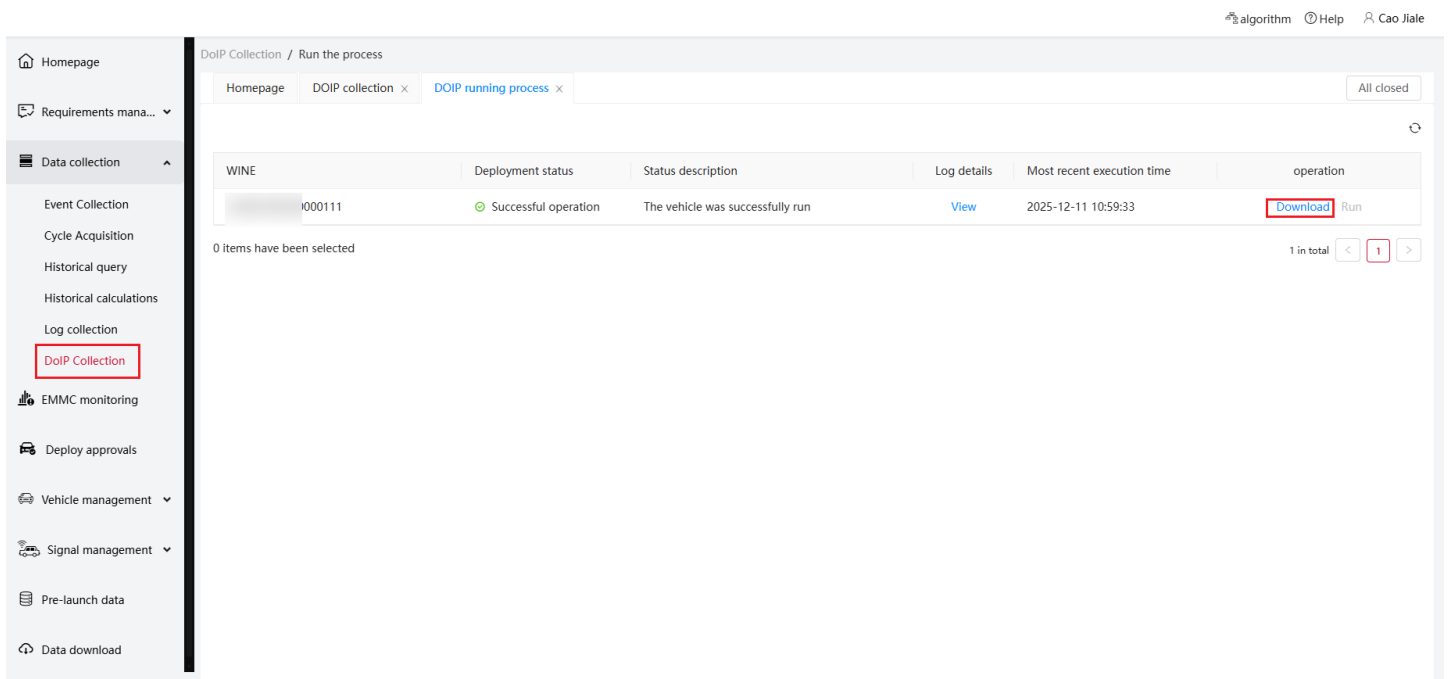 algorithm Help Cao Jiale
Homepage
Requirements mana...
Data collection
Event Collection
Cycle Acquisition
Historical query
Historical calculations
Log collection
DoIP Collection
EMMC monitoring
Deploy approvals
Vehicle management
Signal management
Pre-launch data
Data download
DoIP Collection / Run the process
Homepage DOIP collection × DOIP running process × All closed
WINE Deployment status Status description Log details Most recent execution time operation
000111 Successful operation The vehicle was successfully run View 2025-12-11 10:59:33 Download Run
0 items have been selected 1 in total < 1 >